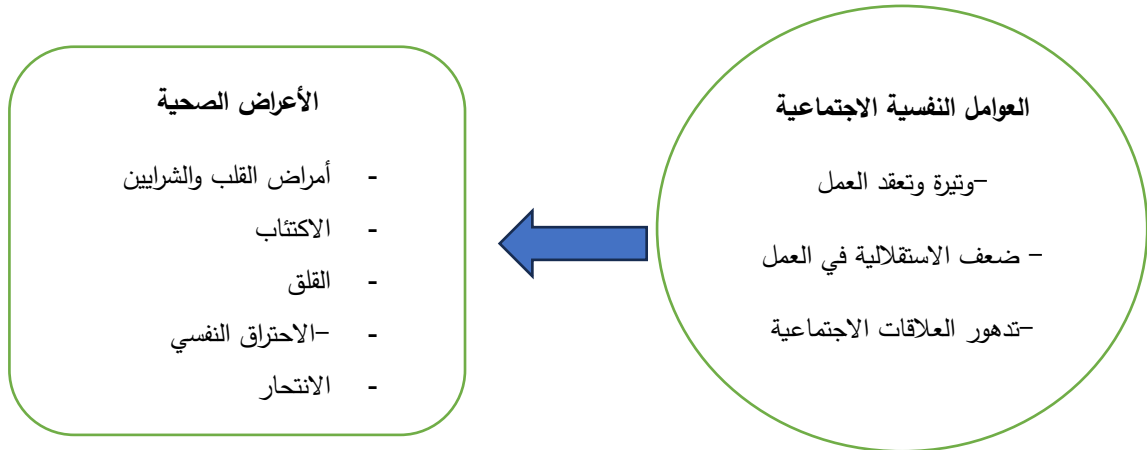 العوامل النفسية الاجتماعية
–وتيرة وتعقد العمل
– ضعف الاستقلالية في العمل
–تدهور العلاقات الاجتماعية
الأعراض الصحية
- أمراض القلب والشرايين
- الاكتئاب
- القلق
- –الاحتراق النفسي
- الانتحار